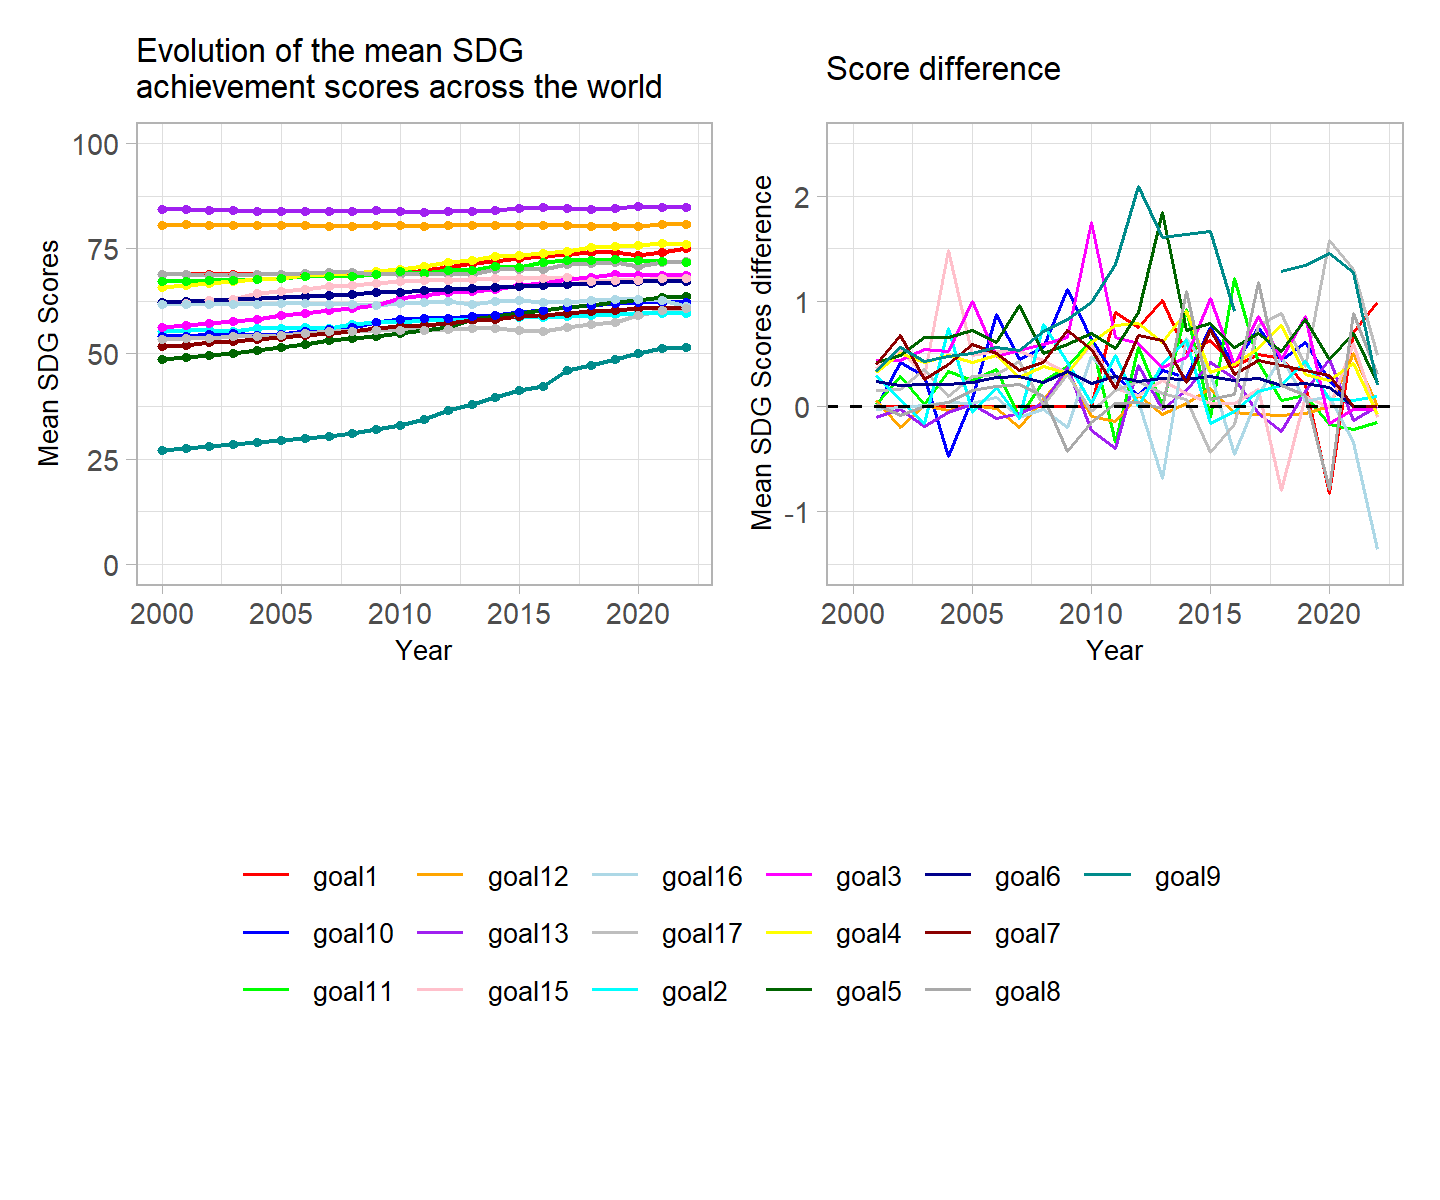 Evolution of the mean SDG
achievement scores across the world
Score difference
Mean SDG Scores
100
75
50
25
0
2000 2005 2010 2015 2020
Year
Mean SDG Scores difference
2
1
0
-1
2000 2005 2010 2015 2020
Year
goal1 goal12 goal16 goal3 goal6 goal9
goal10 goal13 goal17 goal4 goal7
goal11 goal15 goal2 goal5 goal8